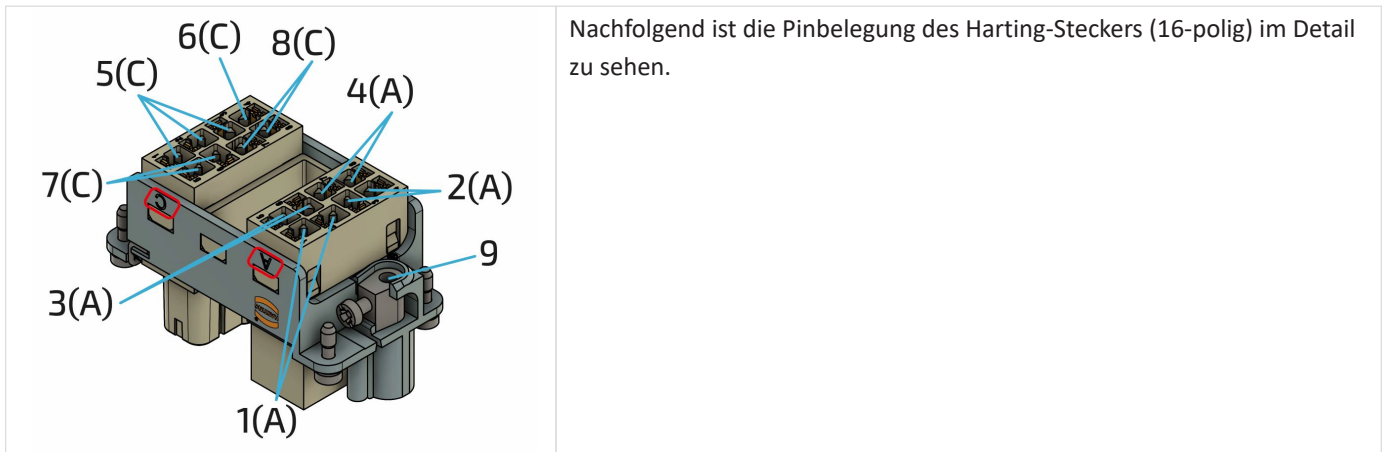 6(C)
8(C)
5(C)
4(A)
7(C)
2(A)
C
A
9
3(A)
1(A)
Nachfolgend ist die Pinbelegung des Harting-Steckers (16-polig) im Detail
zu sehen.